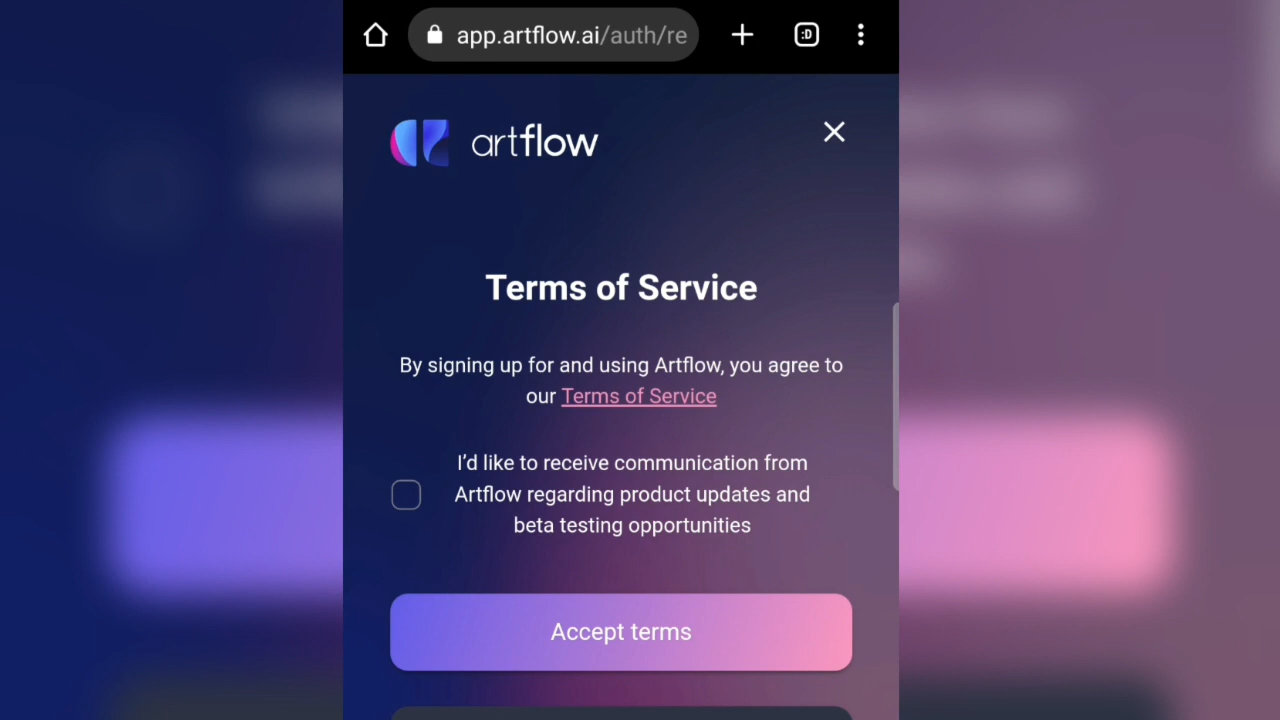 app.artflow.ai/auth/re
:D
artflow
Terms of Service
By signing up for and using Artflow, you agree to
our Terms of Service
I'd like to receive communication from
Artflow regarding product updates and
beta testing opportunities
Accept terms